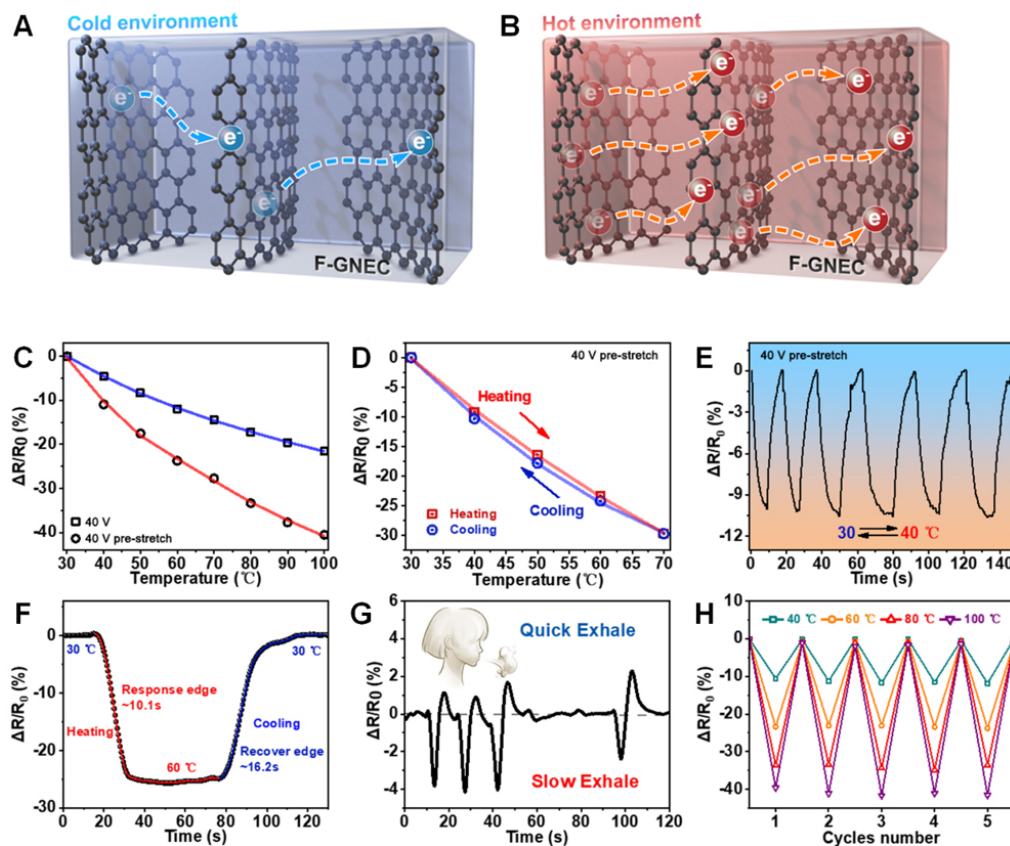 A
Cold environment
e⁻
e⁻
e⁻
e⁻
F-GNEC
B
Hot environment
e⁻
e⁻
e⁻
e⁻
e⁻
e⁻
e⁻
e⁻
e⁻
e⁻
e⁻
e⁻
F-GNEC
C
ΔR/R₀ (%)
0
-10
-20
-30
-40
40 V
40 V pre-stretch
30 40 50 60 70 80 90 100
Temperature (℃)
D
ΔR/R₀ (%)
0
-5
-10
-15
-20
-25
-30
-35
40 V pre-stretch
Heating
Cooling
Heating
Cooling
30 35 40 45 50 55 60 65 70
Temperature (℃)
E
ΔR/R₀ (%)
0
-3
-6
-9
-12
40 V pre-stretch
30 40 ℃
0 20 40 60 80 100 120 140
Time (s)
F
ΔR/R₀ (%)
5
0
-5
-10
-15
-20
-25
-30
30 ℃
30 ℃
Response edge
~10.1s
Heating
Cooling
Recover edge
~16.2s
60 ℃
0 20 40 60 80 100 120
Time (s)
G
ΔR/R₀ (%)
6
4
2
0
-2
-4
Quick Exhale
Slow Exhale
0 20 40 60 80 100 120
Time (s)
H
ΔR/R₀ (%)
10
0
-10
-20
-30
-40
-50
40 ℃ 60 ℃ 80 ℃ 100 ℃
1 2 3 4 5
Cycles number